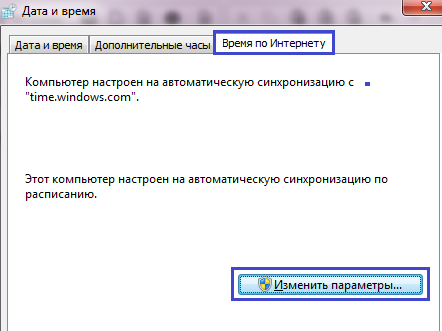 Дата и время
Дата и время Дополнительные часы Время по Интернету
Компьютер настроен на автоматическую синхронизацию с
"time.windows.com".
Этот компьютер настроен на автоматическую синхронизацию по
расписанию.
Изменить параметры...